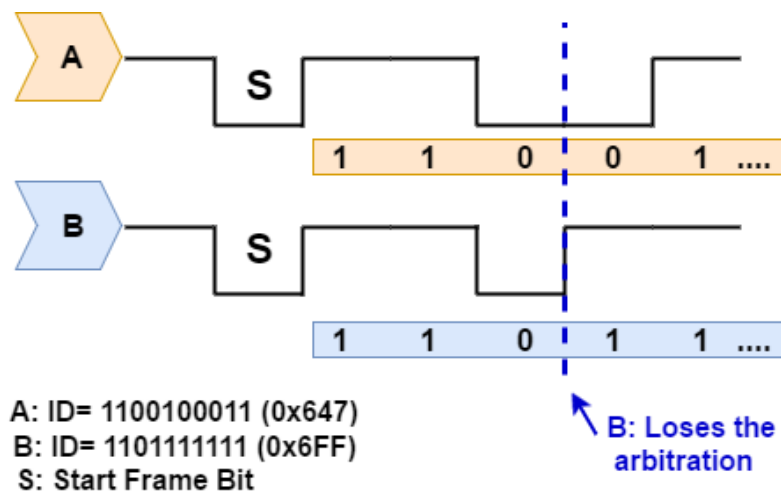 A
S
1 1 0 0 1 ....
B
S
1 1 0 1 1 ....
A: ID= 1100100011 (0x647)
B: ID= 1101111111 (0x6FF)
S: Start Frame Bit
B: Loses the
arbitration